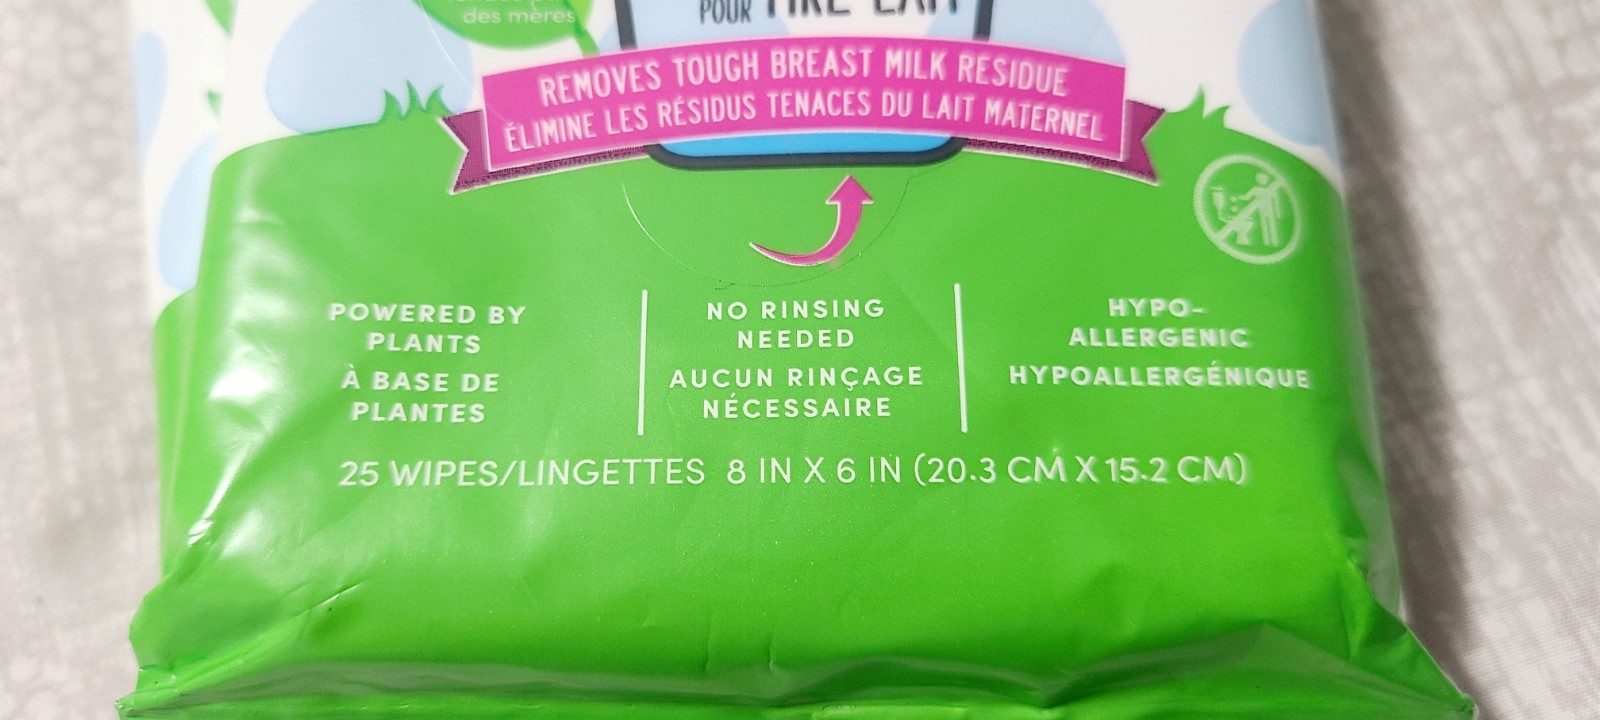 des mères
POUR TIRE-LAIT
REMOVES TOUGH BREAST MILK RESIDUE
ÉLIMINE LES RÉSIDUS TENACES DU LAIT MATERNEL
POWERED BY
PLANTS
À BASE DE
PLANTES
NO RINSING
NEEDED
AUCUN RINÇAGE
NÉCESSAIRE
HYPO-
ALLERGENIC
HYPOALLERGÉNIQUE
25 WIPES/LINGETTES 8 IN X 6 IN (20.3 CM X 15.2 CM)